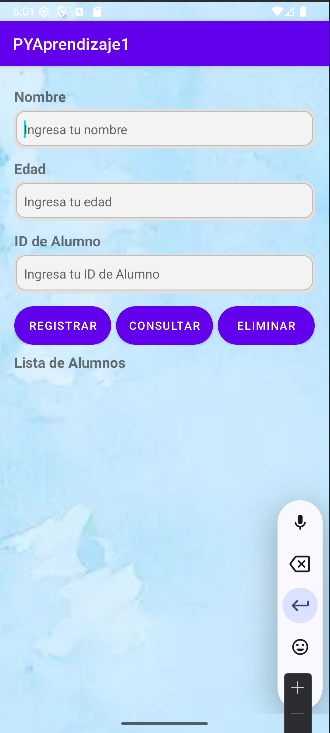 6:01
PYAprendizaje1
Nombre
Ingresa tu nombre
Edad
Ingresa tu edad
ID de Alumno
Ingresa tu ID de Alumno
REGISTRAR CONSULTAR ELIMINAR
Lista de Alumnos